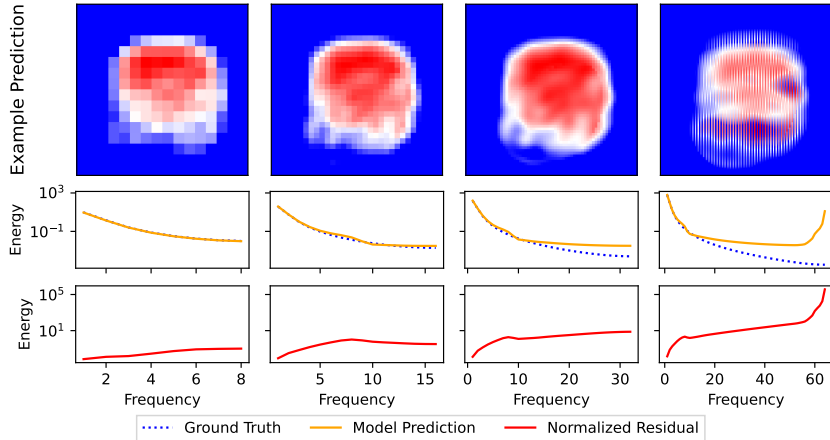 Example Prediction
Energy
10^3
10^-1
Energy
10^5
10^1
2 4 6 8
5 10 15
0 10 20 30
0 20 40 60
Frequency Frequency Frequency Frequency
Ground Truth Model Prediction Normalized Residual